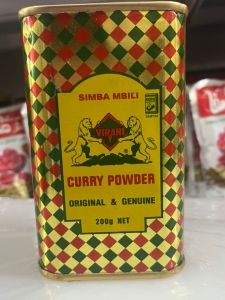 SIMBA MBILI
VIRANI
CURRY POWDER
ORIGINAL & GENUINE
200g NET